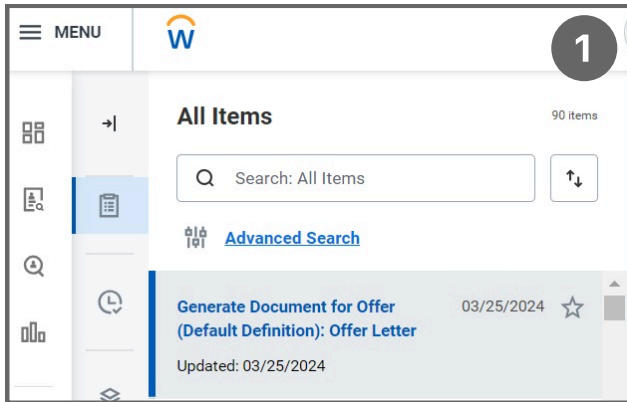 MENU
W
1
All Items
90 items
Search: All Items
Advanced Search
Generate Document for Offer 03/25/2024
(Default Definition): Offer Letter
Updated: 03/25/2024